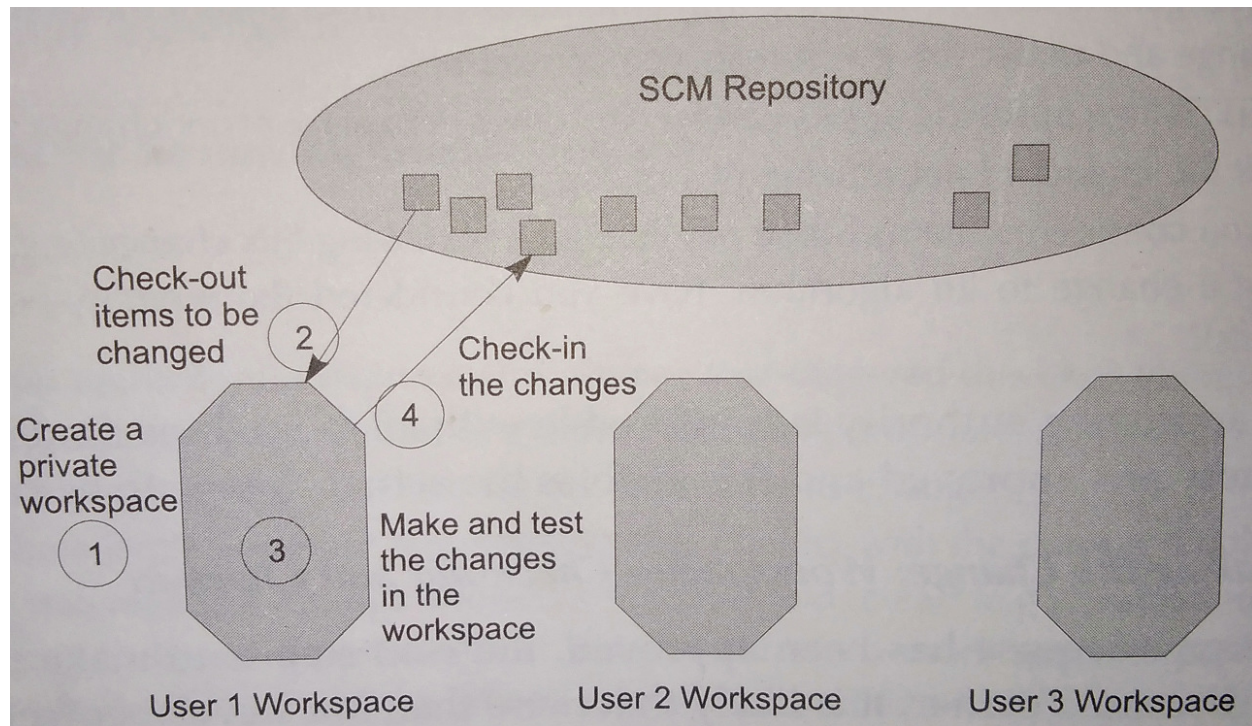 SCM Repository
Check-out
items to be
changed
2
Check-in
the changes
4
Create a
private
workspace
1
3
Make and test
the changes
in the
workspace
User 1 Workspace
User 2 Workspace
User 3 Workspace